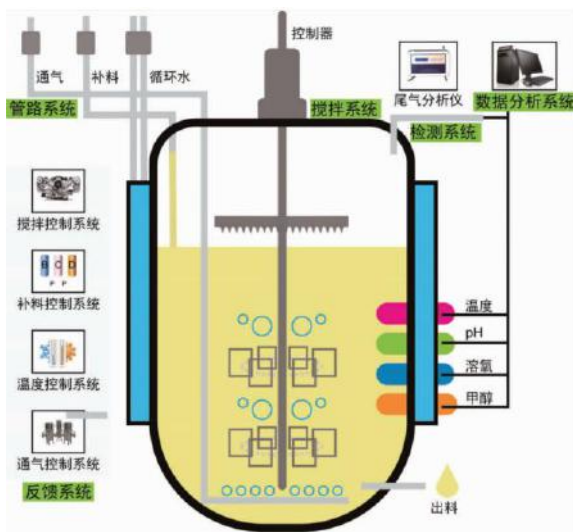 控制器
通气
补料
循环水
管路系统
搅拌系统
尾气分析仪
数据分析系统
检测系统
搅拌控制系统
B C D
P P
补料控制系统
温度控制系统
通气控制系统
反馈系统
温度
pH
溶氧
甲醇
出料